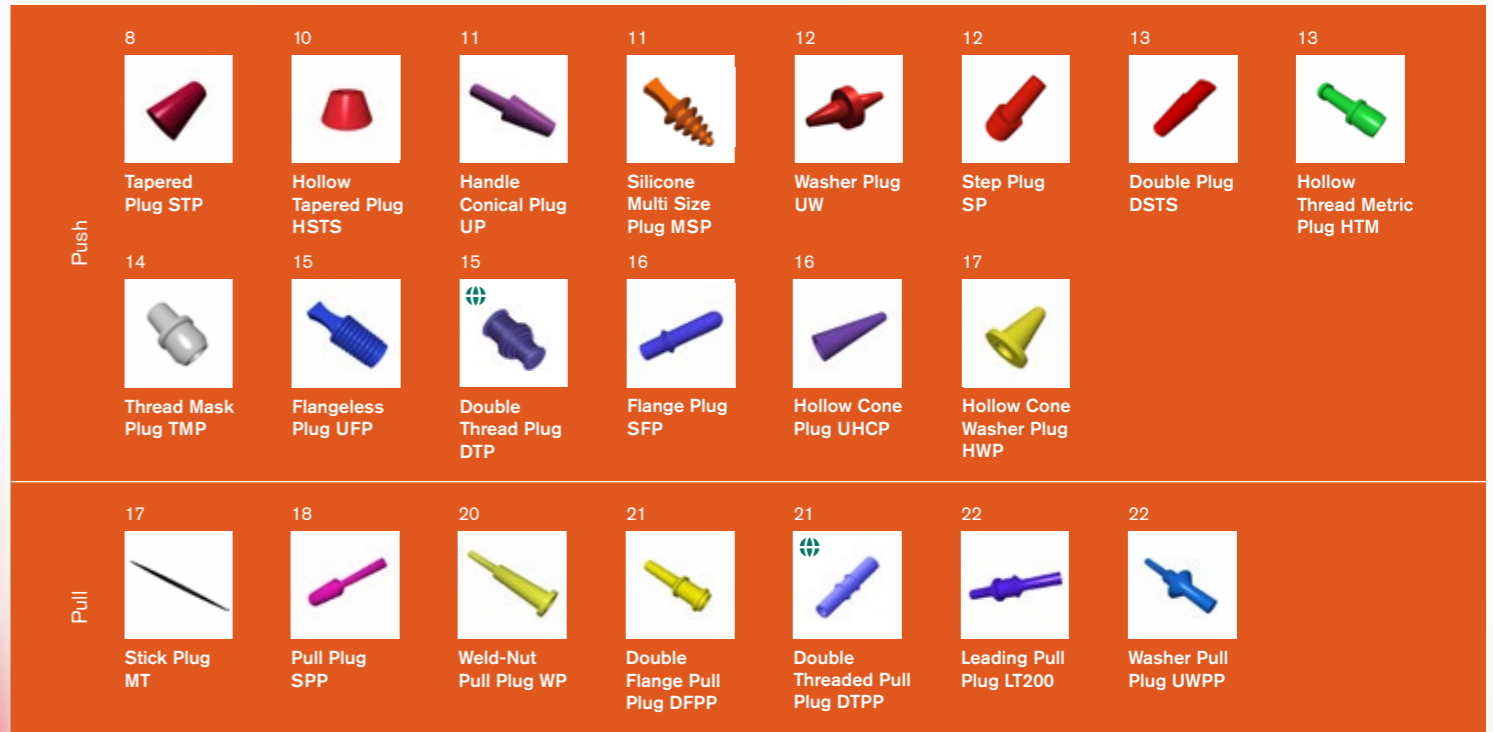 8
Tapered
Plug STP
10
Hollow
Tapered Plug
HSTS
11
Handle
Conical Plug
UP
11
Silicone
Multi Size
Plug MSP
12
Washer Plug
UW
12
Step Plug
SP
13
Double Plug
DSTS
13
Hollow
Thread Metric
Plug HTM
Push
14
Thread Mask
Plug TMP
15
Flangeless
Plug UFP
15
Double
Thread Plug
DTP
16
Flange Plug
SFP
16
Hollow Cone
Plug UHCP
17
Hollow Cone
Washer Plug
HWP
Pull
17
Stick Plug
MT
18
Pull Plug
SPP
20
Weld-Nut
Pull Plug WP
21
Double
Flange Pull
Plug DFPP
21
Double
Threaded Pull
Plug DTPP
22
Leading Pull
Plug LT200
22
Washer Pull
Plug UWPP